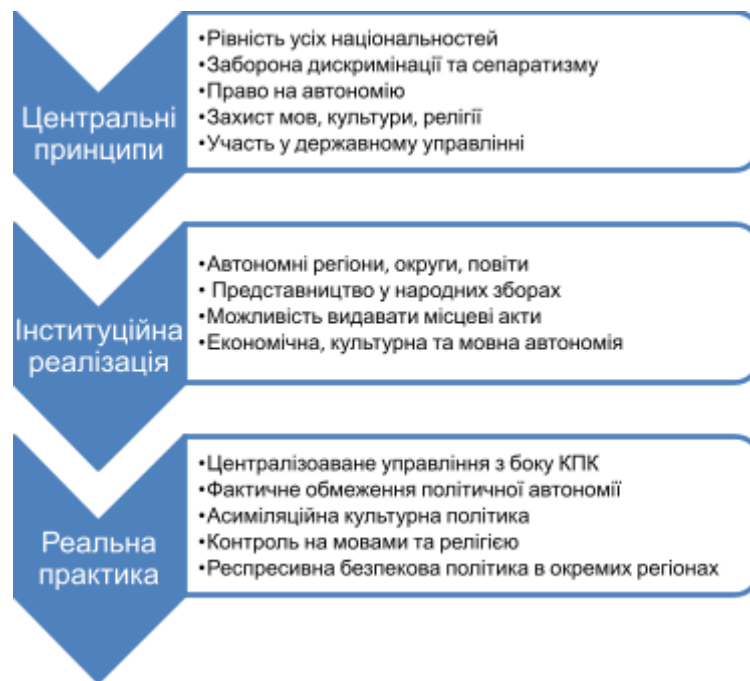 Центральні
принципи
•Рівність усіх національностей
•Заборона дискримінації та сепаратизму
•Право на автономію
•Захист мов, культури, релігії
•Участь у державному управлінні
Інституційна
реалізація
•Автономні регіони, округи, повіти
• Представництво у народних зборах
•Можливість видавати місцеві акти
•Економічна, культурна та мовна автономія
Реальна
практика
•Централізоаване управління з боку КПК
•Фактичне обмеження політичної автономії
•Асиміляційна культурна політика
•Контроль на мовами та релігією
•Респресивна безпекова політика в окремих регіонах